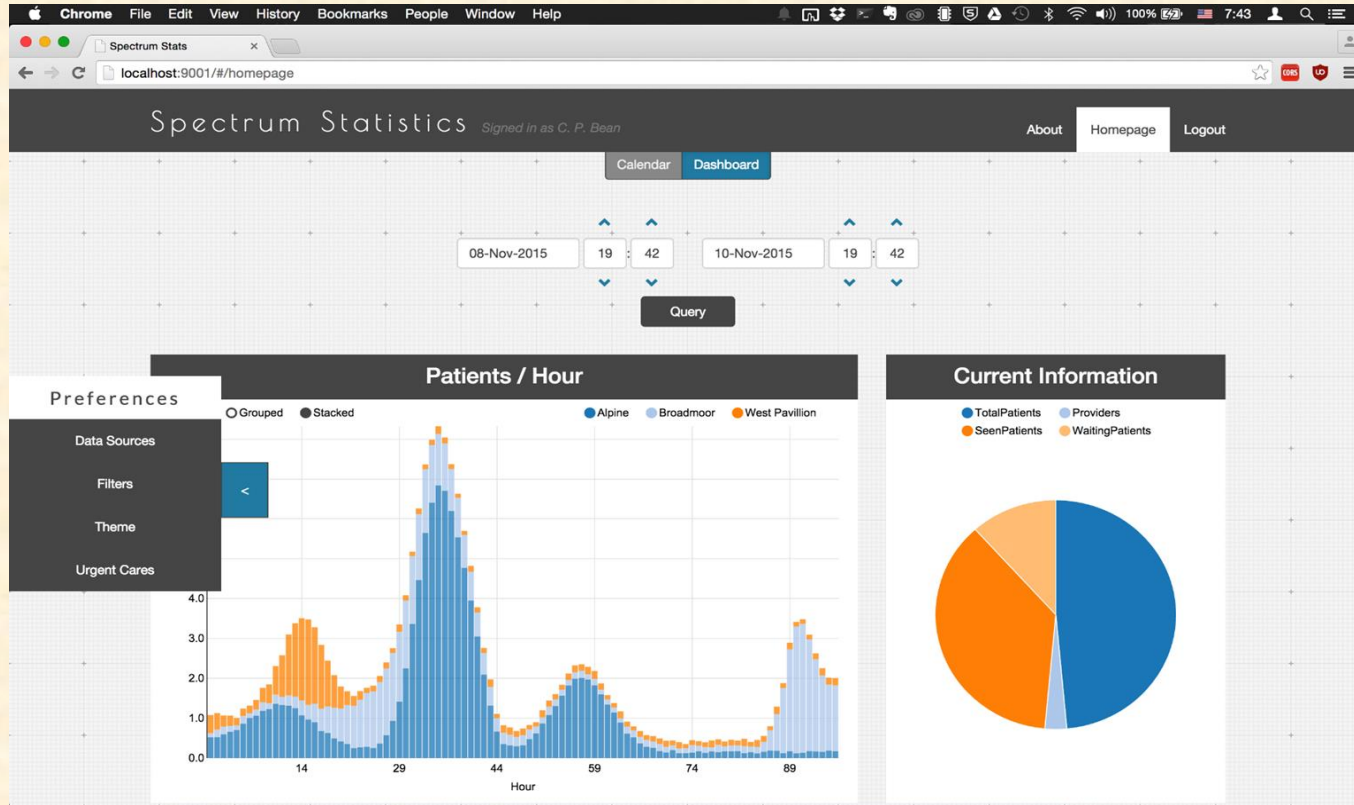 Chrome File Edit View History Bookmarks People Window Help 100% 7:43
Spectrum Stats ×
localhost:9001/#/homepage
CORS
Spectrum Statistics Signed in as C. P. Bean About Homepage Logout
Calendar Dashboard
08-Nov-2015 19 : 42 10-Nov-2015 19 : 42
Query
Patients / Hour
Current Information
Preferences
Data Sources
Filters
Theme
Urgent Cares
<
Grouped Stacked Alpine Broadmoor West Pavillion
TotalPatients Providers
SeenPatients WaitingPatients
4.0
3.0
2.0
1.0
0.0
14 29 44 59 74 89
Hour